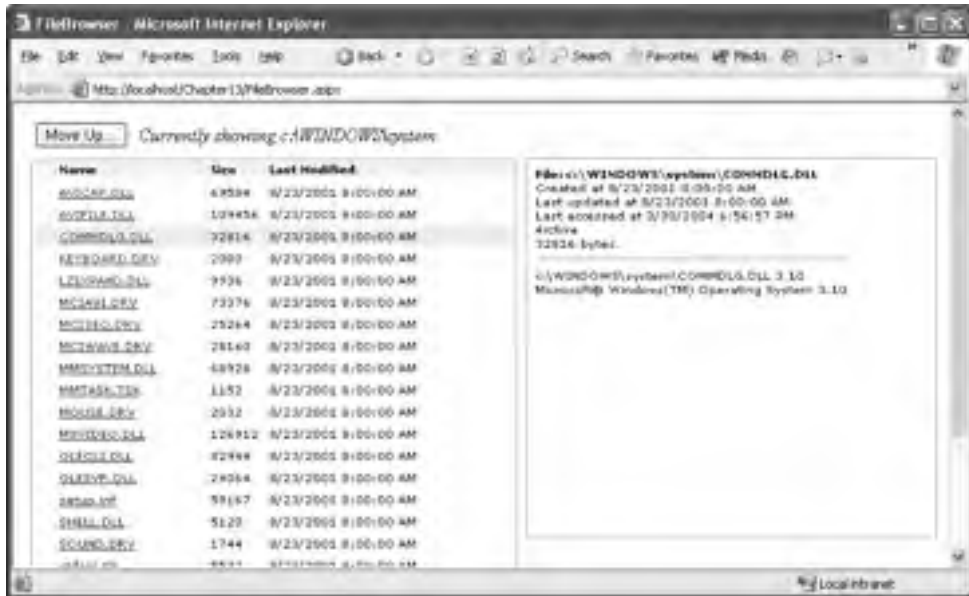 FileBrowser - Microsoft Internet Explorer
File Edit View Favorites Tools Help Back Search Favorites Media
Address http://localhost/Chapter13/FileBrowser.aspx
Move Up... Currently showing c:\WINDOWS\system
Name Size Last Modified
AVICAP.DLL 69584 8/23/2001 8:00:00 AM
AVIFILE.DLL 109456 8/23/2001 8:00:00 AM
COMMDLG.DLL 32816 8/23/2001 8:00:00 AM
KEYBOARD.DRV 2000 8/23/2001 8:00:00 AM
LZEXPAND.DLL 9936 8/23/2001 8:00:00 AM
MCIAVI.DRV 73376 8/23/2001 8:00:00 AM
MCISEQ.DRV 25264 8/23/2001 8:00:00 AM
MCIWAVE.DRV 28160 8/23/2001 8:00:00 AM
MMSYSTEM.DLL 68928 8/23/2001 8:00:00 AM
MMTASK.TSK 1152 8/23/2001 8:00:00 AM
MOUSE.DRV 2032 8/23/2001 8:00:00 AM
MSVIDEO.DLL 126912 8/23/2001 8:00:00 AM
OLECLI.DLL 82944 8/23/2001 8:00:00 AM
OLESVR.DLL 24064 8/23/2001 8:00:00 AM
setup.inf 59167 8/23/2001 8:00:00 AM
SHELL.DLL 5120 8/23/2001 8:00:00 AM
SOUND.DRV 1744 8/23/2001 8:00:00 AM
File: c:\WINDOWS\system\COMMDLG.DLL
Created at 8/23/2001 8:00:00 AM
Last updated at 8/23/2001 8:00:00 AM
Last accessed at 3/30/2004 6:56:57 PM
Archive
32816 bytes.
c:\WINDOWS\system\COMMDLG.DLL 3.10
Microsoft® Windows(TM) Operating System 3.10
Local intranet